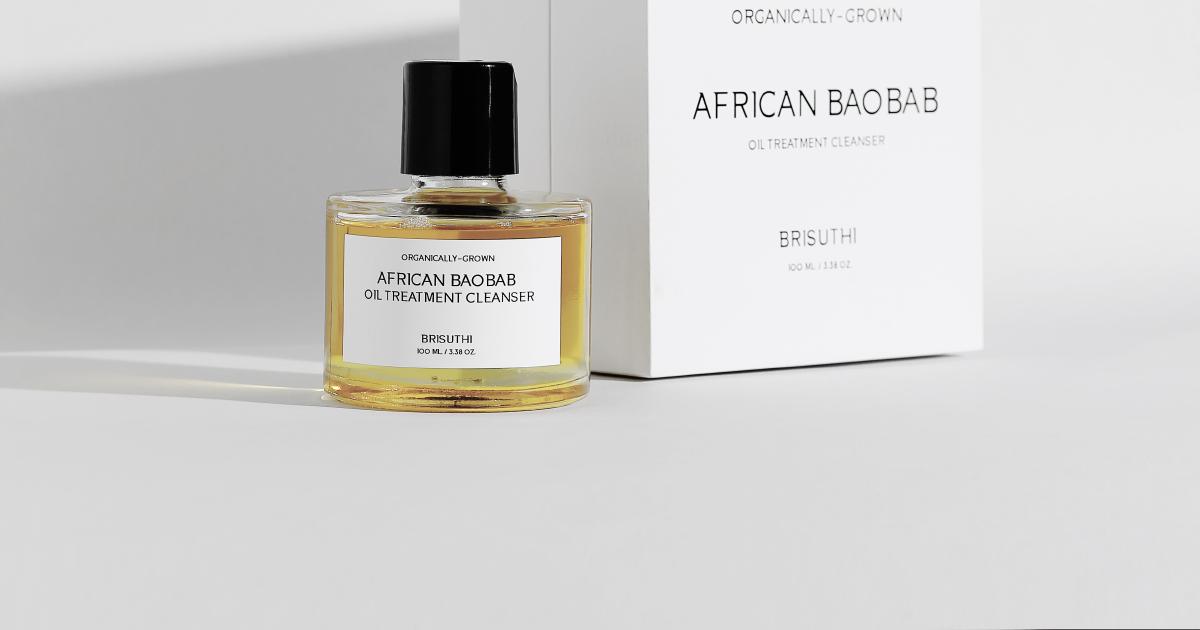 ORGANICALLY-GROWN
AFRICAN BAOBAB
OIL TREATMENT CLEANSER
BRISUTHI
100 ML / 3.38 OZ.
ORGANICALLY-GROWN
AFRICAN BAOBAB
OIL TREATMENT CLEANSER
BRISUTHI
100 ML. / 3.38 OZ.